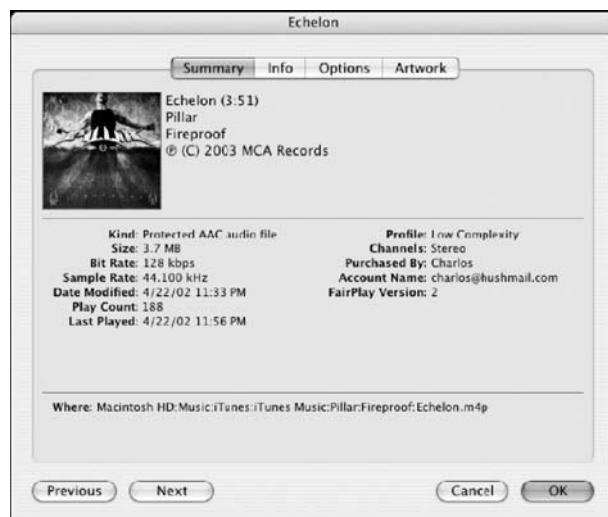 Echelon
Summary Info Options Artwork
Echelon (3:51)
Pillar
Fireproof
℗ (C) 2003 MCA Records
Kind: Protected AAC audio file
Size: 3.7 MB
Bit Rate: 128 kbps
Sample Rate: 44.100 kHz
Date Modified: 4/22/02 11:33 PM
Play Count: 188
Last Played: 4/22/02 11:56 PM
Profile: Low Complexity
Channels: Stereo
Purchased By: Charlos
Account Name: charlos@hushmail.com
FairPlay Version: 2
Where: Macintosh HD:Music:iTunes:iTunes Music:Pillar:Fireproof:Echelon.m4p
Previous Next Cancel OK